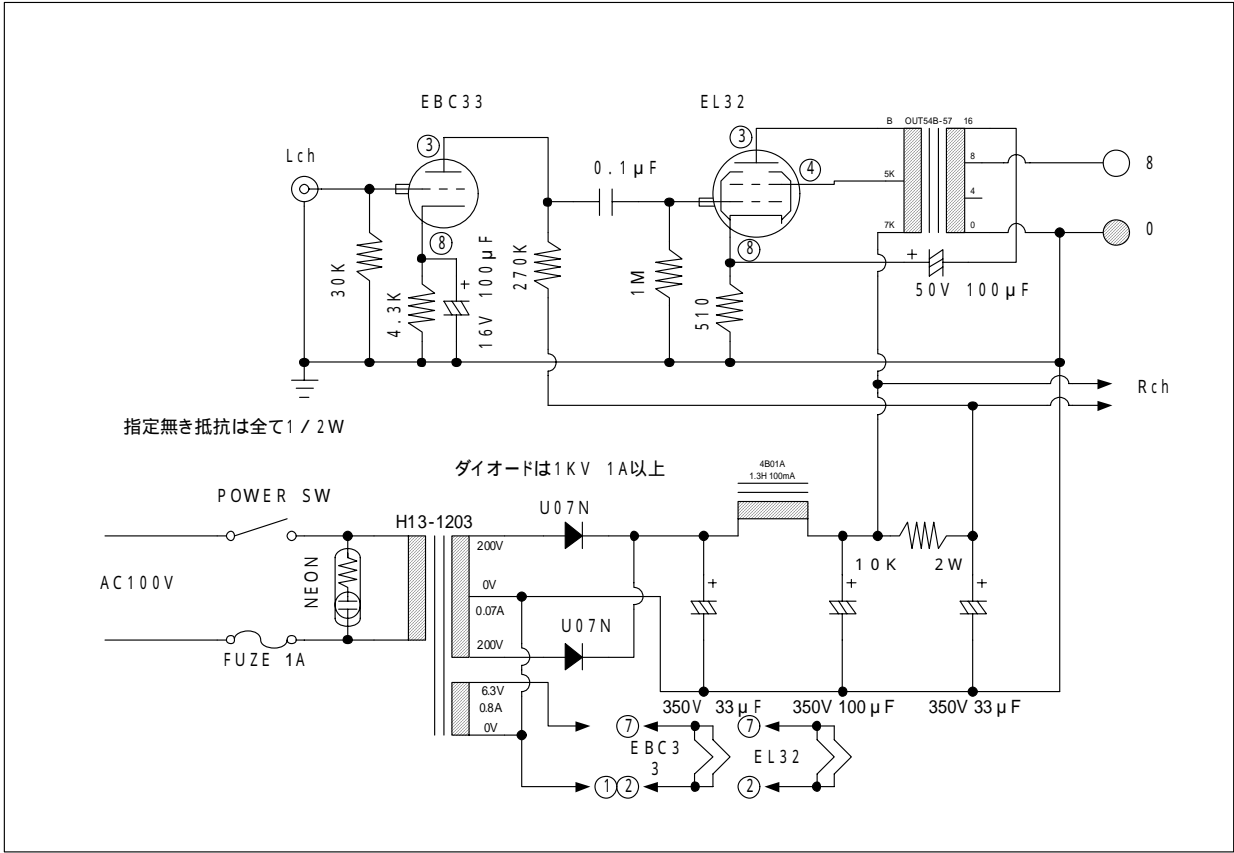 EBC33
EL32
③
③
④
B OUT54B-57 16
Lch
0.1μF
8
8
5K
4
7K
0
0
⑧
⑧
30K
4.3K
16V 100μF
270K
1M
510
50V 100μF
Rch
指定無き抵抗は全て1/2W
ダイオードは1KV 1A以上
4B01A
1.3H 100mA
POWER SW
H13-1203
U07N
200V
10K 2W
AC100V
NEON
0V
0.07A
U07N
200V
FUZE 1A
6.3V
0.8A
0V
350V 33μF
350V 100μF
350V 33μF
⑦
⑦
EBC3
3
EL32
①②
②